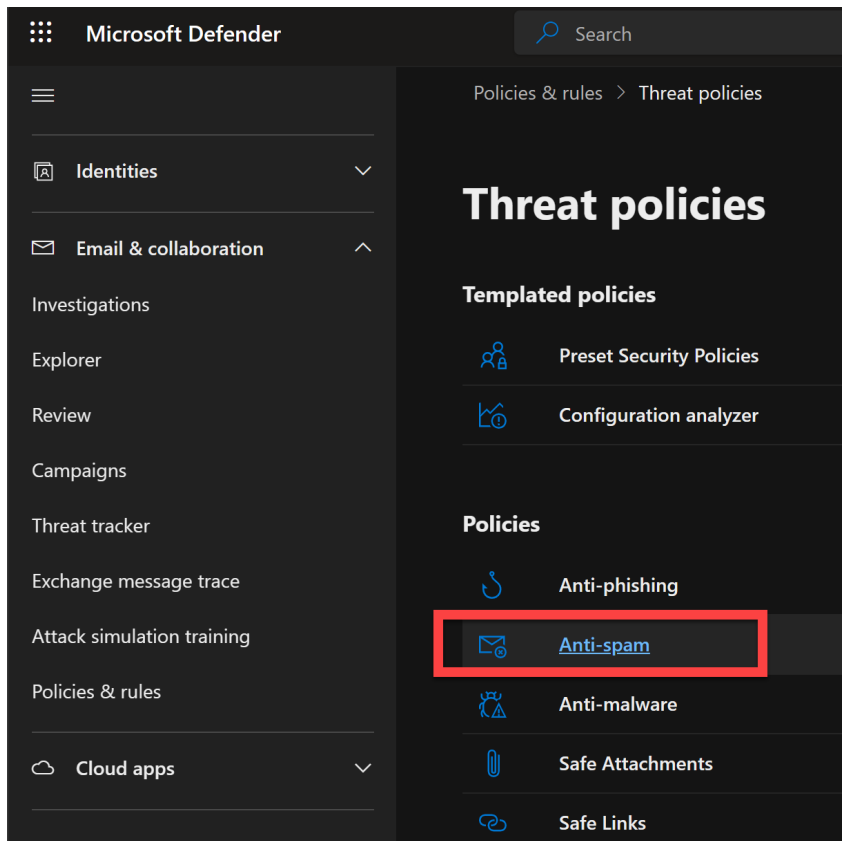 Microsoft Defender
Search
Policies & rules > Threat policies
Identities
Email & collaboration
Investigations
Explorer
Review
Campaigns
Threat tracker
Exchange message trace
Attack simulation training
Policies & rules
Cloud apps
Threat policies
Templated policies
Preset Security Policies
Configuration analyzer
Policies
Anti-phishing
Anti-spam
Anti-malware
Safe Attachments
Safe Links